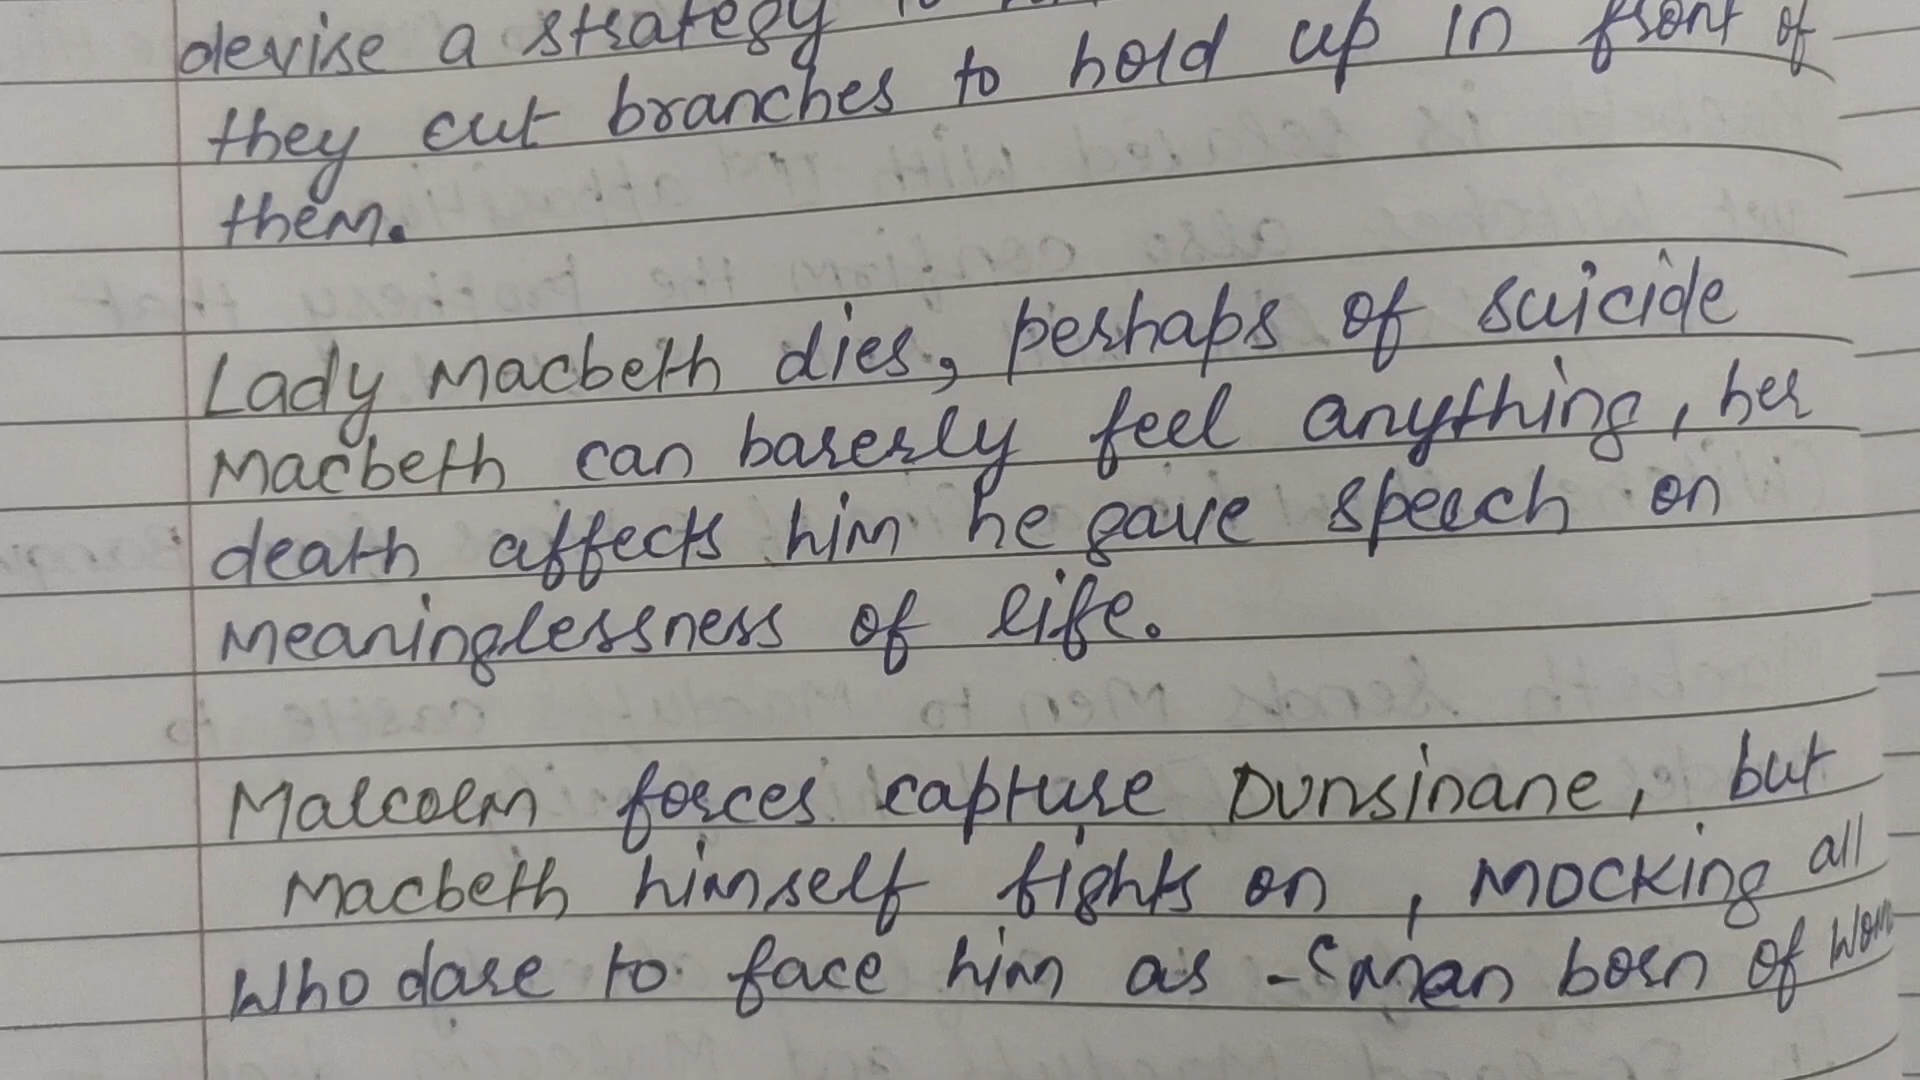 devise a strategy to
they cut branches to hold up in front of
them.
Lady Macbeth dies, perhaps of suicide
Macbeth can barerly feel anything, her
death affects him he gave speech on
meaninglessness of life.
Malcolm forces capture Dunsinane, but
Macbeth himself fights on, mocking all
who dare to face him as - born of